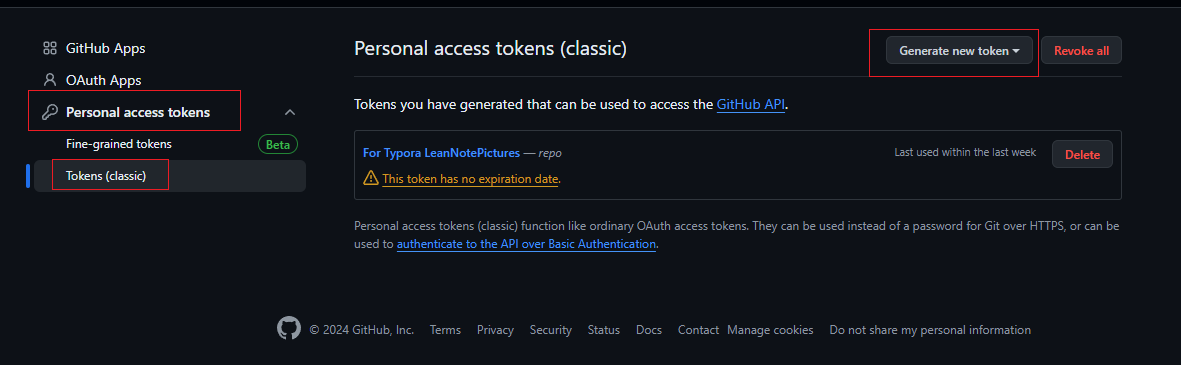 GitHub Apps
OAuth Apps
Personal access tokens
Fine-grained tokens Beta
Tokens (classic)
Personal access tokens (classic) Generate new token Revoke all
Tokens you have generated that can be used to access the GitHub API.
For Typora LeanNotePictures — repo Last used within the last week Delete
This token has no expiration date.
Personal access tokens (classic) function like ordinary OAuth access tokens. They can be used instead of a password for Git over HTTPS, or can be
used to authenticate to the API over Basic Authentication.
© 2024 GitHub, Inc. Terms Privacy Security Status Docs Contact Manage cookies Do not share my personal information